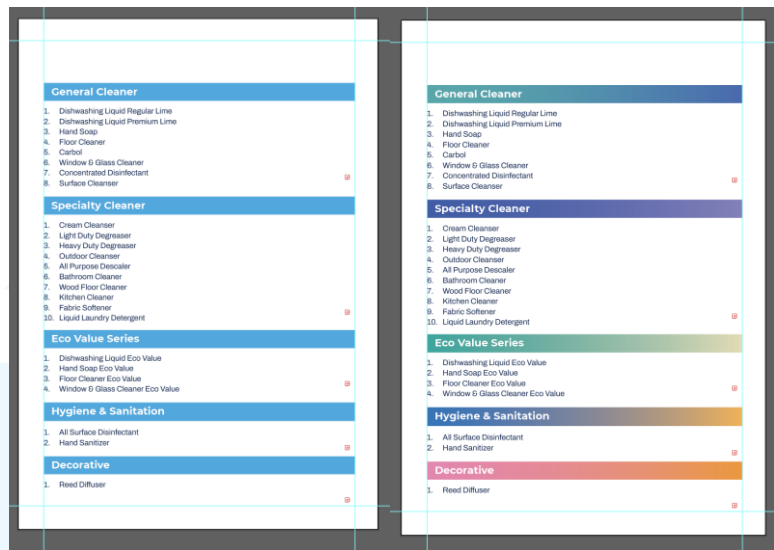 General Cleaner
1. Dishwashing Liquid Regular Lime
2. Dishwashing Liquid Premium Lime
3. Hand Soap
4. Floor Cleaner
5. Carbol
6. Window & Glass Cleaner
7. Concentrated Disinfectant
8. Surface Cleanser
Specialty Cleaner
1. Cream Cleanser
2. Light Duty Degreaser
3. Heavy Duty Degreaser
4. Outdoor Cleanser
5. All Purpose Descaler
6. Bathroom Cleaner
7. Wood Floor Cleaner
8. Kitchen Cleaner
9. Fabric Softener
10. Liquid Laundry Detergent
Eco Value Series
1. Dishwashing Liquid Eco Value
2. Hand Soap Eco Value
3. Floor Cleaner Eco Value
4. Window & Glass Cleaner Eco Value
Hygiene & Sanitation
1. All Surface Disinfectant
2. Hand Sanitizer
Decorative
1. Reed Diffuser
General Cleaner
1. Dishwashing Liquid Regular Lime
2. Dishwashing Liquid Premium Lime
3. Hand Soap
4. Floor Cleaner
5. Carbol
6. Window & Glass Cleaner
7. Concentrated Disinfectant
8. Surface Cleanser
Specialty Cleaner
1. Cream Cleanser
2. Light Duty Degreaser
3. Heavy Duty Degreaser
4. Outdoor Cleanser
5. All Purpose Descaler
6. Bathroom Cleaner
7. Wood Floor Cleaner
8. Kitchen Cleaner
9. Fabric Softener
10. Liquid Laundry Detergent
Eco Value Series
1. Dishwashing Liquid Eco Value
2. Hand Soap Eco Value
3. Floor Cleaner Eco Value
4. Window & Glass Cleaner Eco Value
Hygiene & Sanitation
1. All Surface Disinfectant
2. Hand Sanitizer
Decorative
1. Reed Diffuser